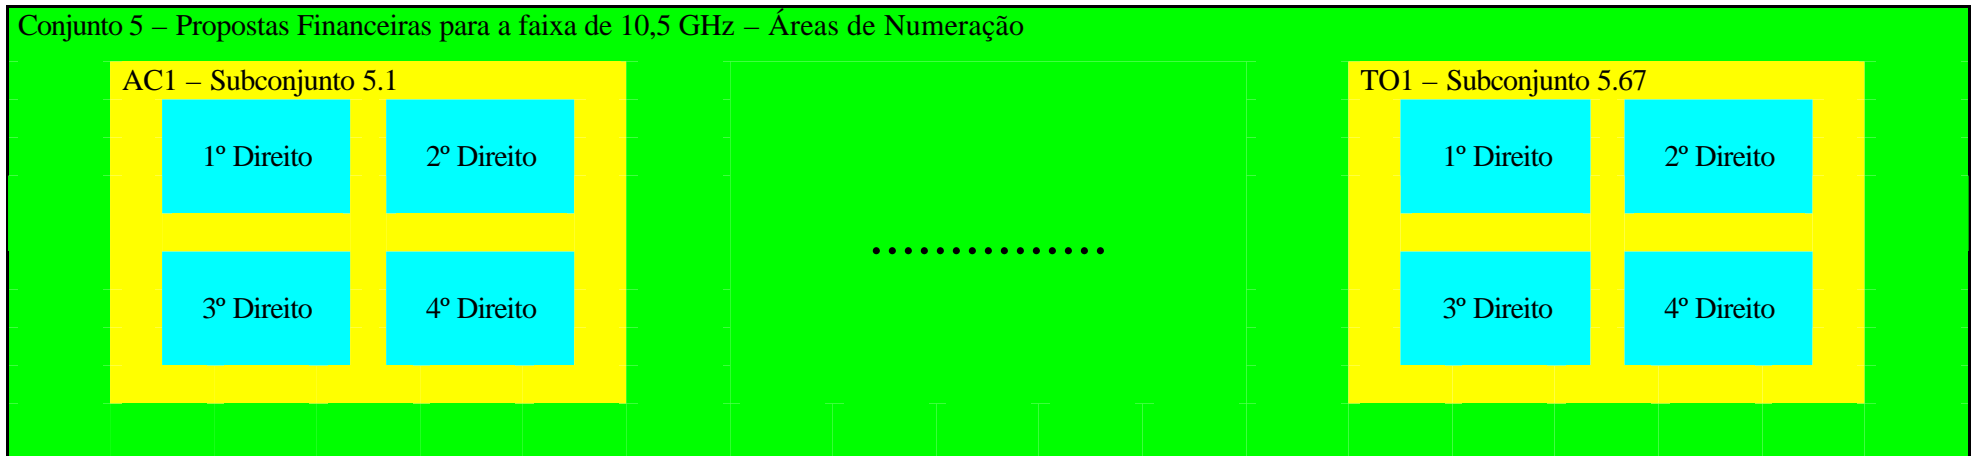 Conjunto 5 – Propostas Financeiras para a faixa de 10,5 GHz – Áreas de Numeração
AC1 – Subconjunto 5.1
1º Direito
2º Direito
3º Direito
4º Direito
...............
TO1 – Subconjunto 5.67
1º Direito
2º Direito
3º Direito
4º Direito